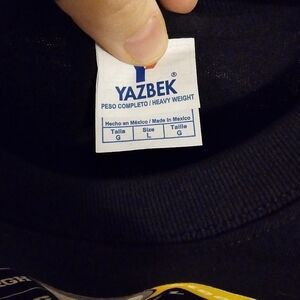 YAZBEK®
PESO COMPLETO / HEAVY WEIGHT
Hecho en México / Made in Mexico
Talla Size Taille
G L G